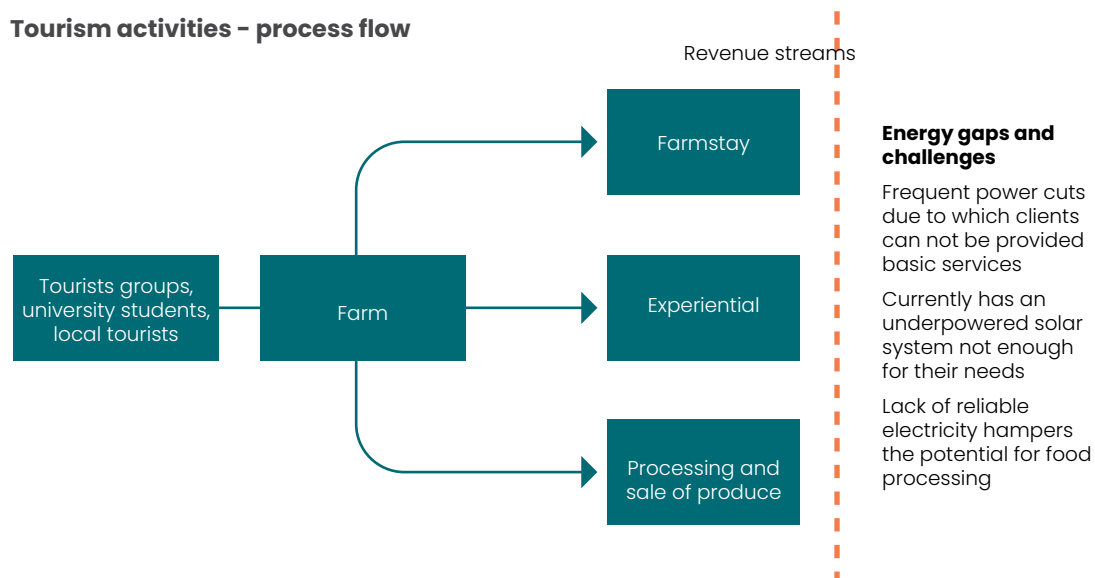 Tourism activities - process flow
Revenue streams
Tourists groups,
university students,
local tourists
Farm
Farmstay
Experiential
Processing and
sale of produce
Energy gaps and
challenges
Frequent power cuts
due to which clients
can not be provided
basic services
Currently has an
underpowered solar
system not enough
for their needs
Lack of reliable
electricity hampers
the potential for food
processing